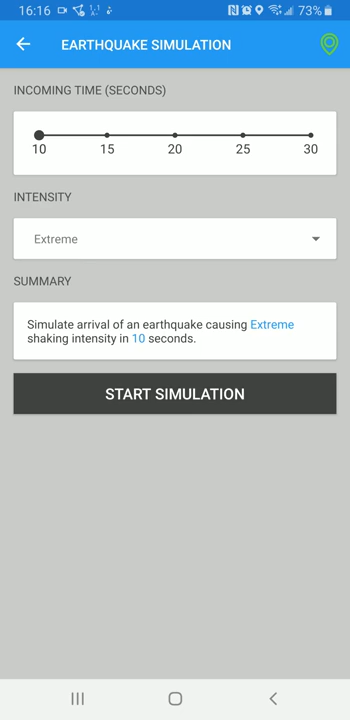 16:16
73%
EARTHQUAKE SIMULATION
INCOMING TIME (SECONDS)
10 15 20 25 30
INTENSITY
Extreme
SUMMARY
Simulate arrival of an earthquake causing Extreme
shaking intensity in 10 seconds.
START SIMULATION